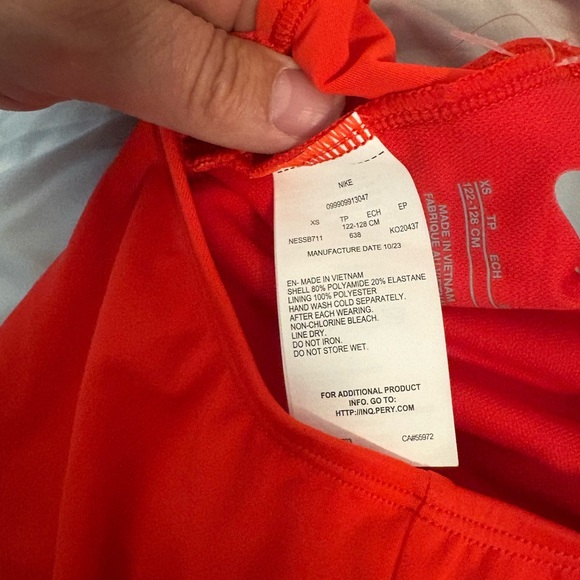 NIKE
099909913047
XS TP ECH EP
122-128 CM
NESSB711 638 KO20437
MANUFACTURE DATE 10/23
EN- MADE IN VIETNAM
SHELL 80% POLYAMIDE 20% ELASTANE
LINING 100% POLYESTER
HAND WASH COLD SEPARATELY.
AFTER EACH WEARING.
NON-CHLORINE BLEACH.
LINE DRY.
DO NOT IRON.
DO NOT STORE WET.
FOR ADDITIONAL PRODUCT
INFO. GO TO:
HTTP://INQ.PERY.COM
CA#55972
XS TP ECH
122-128 CM
MADE IN VIETNAM
FABRIQUE AU